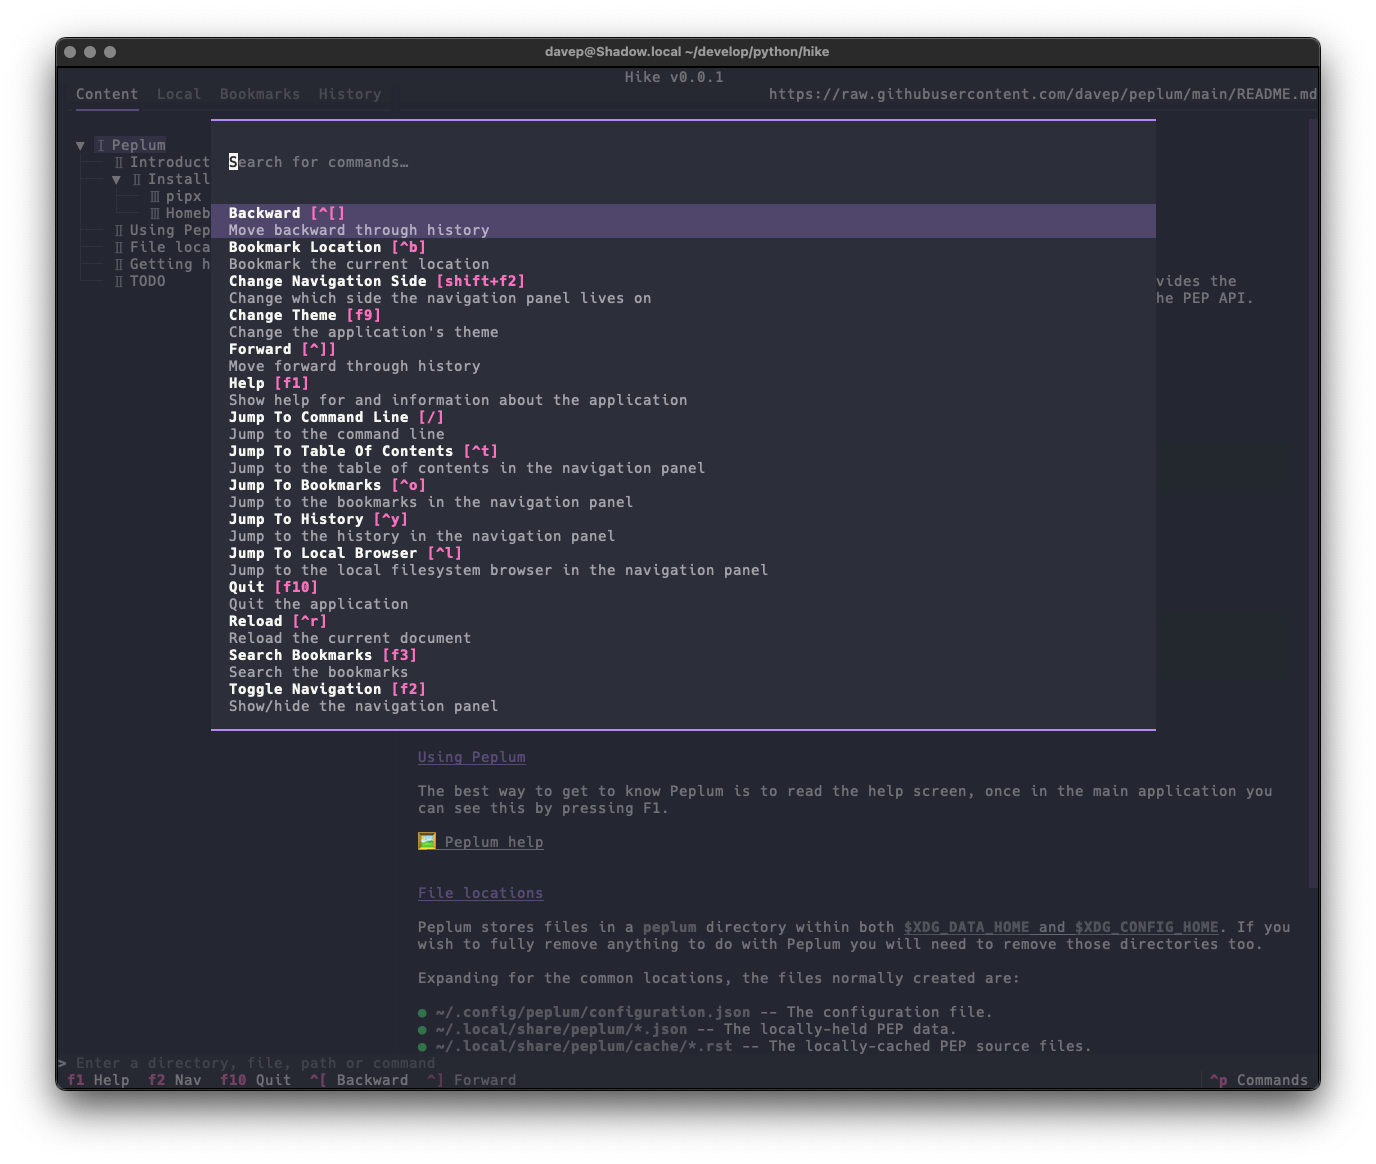 davep@Shadow.local ~/develop/python/hike
Hike v0.0.1
Content Local Bookmarks History
https://raw.githubusercontent.com/davep/peplum/main/README.md
▼ Ⅰ Peplum
Ⅱ Introduct
▼ Ⅱ Install
Ⅲ pipx
Ⅲ Homeb
Ⅱ Using Pep
Ⅱ File loca
Ⅱ Getting h
Ⅱ TODO
Search for commands…
Backward [^[]
Move backward through history
Bookmark Location [^b]
Bookmark the current location
Change Navigation Side [shift+f2]
Change which side the navigation panel lives on
Change Theme [f9]
Change the application's theme
Forward [^]]
Move forward through history
Help [f1]
Show help for and information about the application
Jump To Command Line [/]
Jump to the command line
Jump To Table Of Contents [^t]
Jump to the table of contents in the navigation panel
Jump To Bookmarks [^o]
Jump to the bookmarks in the navigation panel
Jump To History [^y]
Jump to the history in the navigation panel
Jump To Local Browser [^l]
Jump to the local filesystem browser in the navigation panel
Quit [f10]
Quit the application
Reload [^r]
Reload the current document
Search Bookmarks [f3]
Search the bookmarks
Toggle Navigation [f2]
Show/hide the navigation panel
vides the
he PEP API.
Using Peplum
The best way to get to know Peplum is to read the help screen, once in the main application you
can see this by pressing F1.
🖼 Peplum help
File locations
Peplum stores files in a peplum directory within both $XDG_DATA_HOME and $XDG_CONFIG_HOME. If you
wish to fully remove anything to do with Peplum you will need to remove those directories too.
Expanding for the common locations, the files normally created are:
● ~/.config/peplum/configuration.json -- The configuration file.
● ~/.local/share/peplum/*.json -- The locally-held PEP data.
● ~/.local/share/peplum/cache/*.rst -- The locally-cached PEP source files.
> Enter a directory, file, path or command
f1 Help f2 Nav f10 Quit ^[ Backward ^] Forward
^p Commands